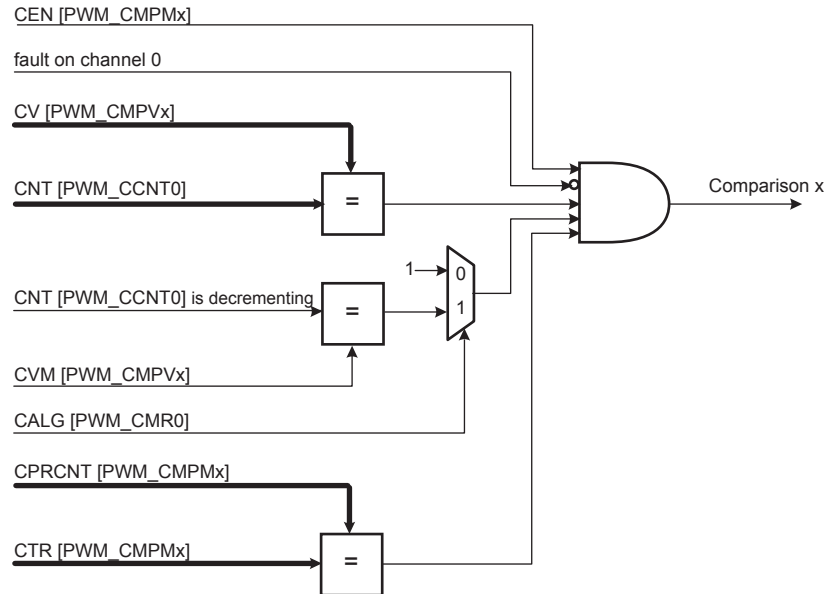 CEN [PWM_CMPMx]
fault on channel 0
CV [PWM_CMPVx]
CNT [PWM_CCNT0]
=
Comparison x
1
0
CNT [PWM_CCNT0] is decrementing
=
1
CVM [PWM_CMPVx]
CALG [PWM_CMR0]
CPRCNT [PWM_CMPMx]
CTR [PWM_CMPMx]
=